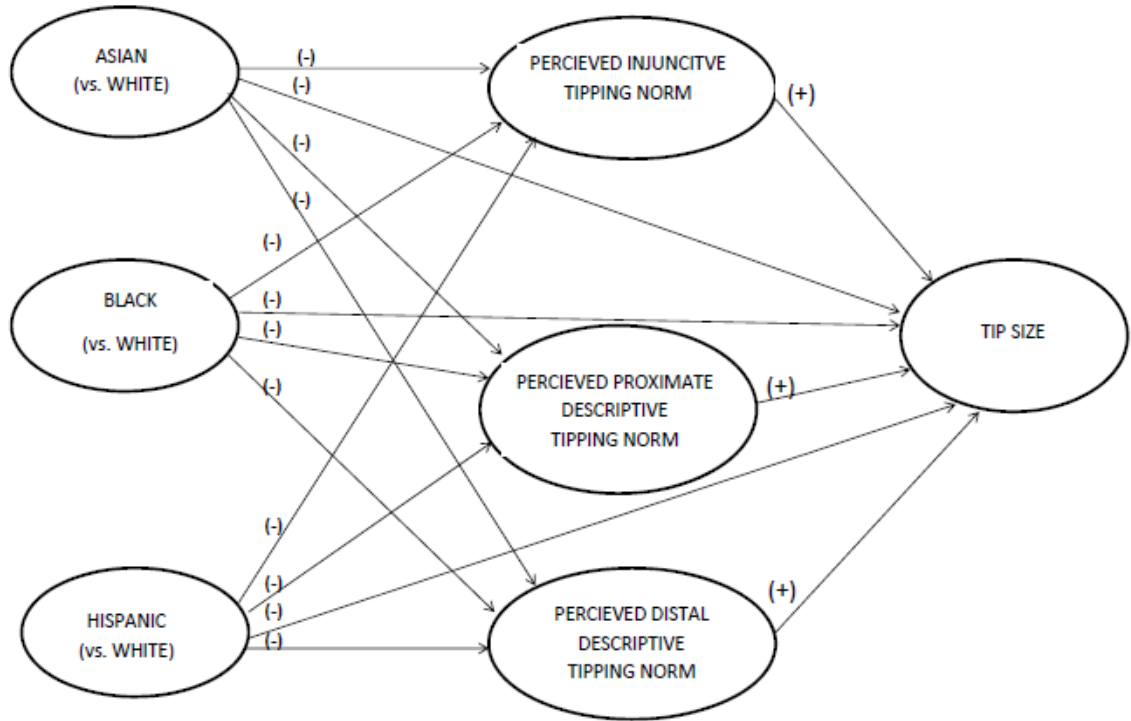 ASIAN
(vs. WHITE)
(-)
(-)
(-)
(-)
PERCIEVED INJUNCITVE
TIPPING NORM
(+)
BLACK
(vs. WHITE)
(-)
(-)
(-)
(-)
PERCIEVED PROXIMATE
DESCRIPTIVE
TIPPING NORM
(+)
TIP SIZE
HISPANIC
(vs. WHITE)
(-)
(-)
(-)
(-)
PERCIEVED DISTAL
DESCRIPTIVE
TIPPING NORM
(+)